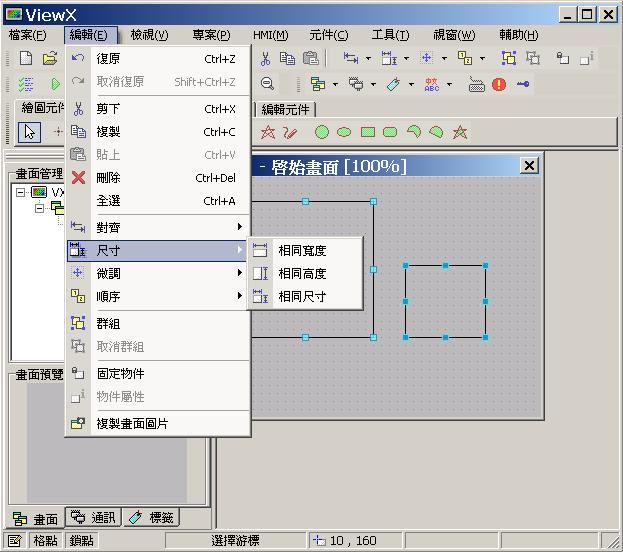 ViewX
檔案(F) 編輯(E) 檢視(V) 專案(P) HMI(M) 元件(C) 工具(T) 視窗(W) 輔助(H)
復原 Ctrl+Z
取消復原 Shift+Ctrl+Z
剪下 Ctrl+X
複製 Ctrl+C
貼上 Ctrl+V
刪除 Ctrl+Del
全選 Ctrl+A
對齊
尺寸
微調
順序
群組
取消群組
固定物件
物件屬性
複製畫面圖片
相同寬度
相同高度
相同尺寸
中文
ABC
繪圖元件
編輯元件
- 啟始畫面 [100%]
畫面管理
VX
畫面預覽
畫面 通訊 標籤
格點 鎖點 選擇游標 10 , 160